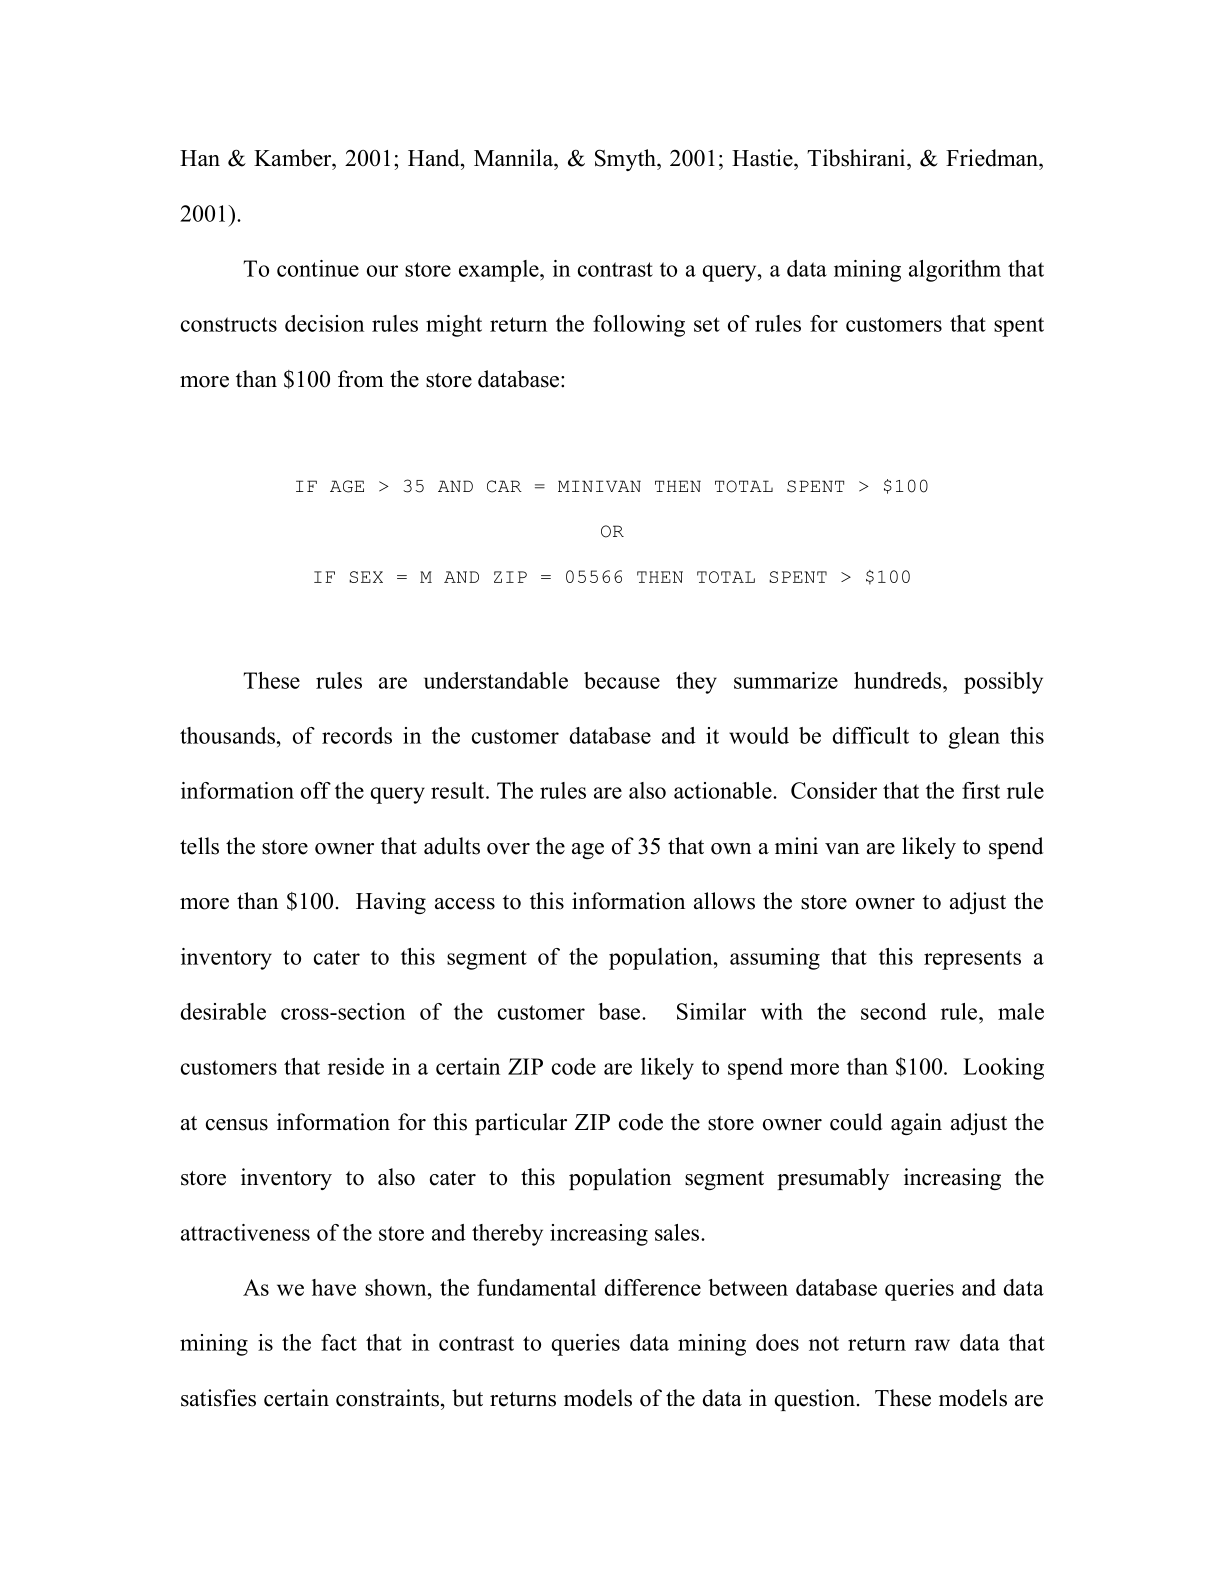 Han & Kamber, 2001; Hand, Mannila, & Smyth, 2001; Hastie, Tibshirani, & Friedman,
2001).
To continue our store example, in contrast to a query, a data mining algorithm that
constructs decision rules might return the following set of rules for customers that spent
more than $100 from the store database:
IF AGE > 35 AND CAR = MINIVAN THEN TOTAL SPENT > $100
OR
IF SEX = M AND ZIP = 05566 THEN TOTAL SPENT > $100
These rules are understandable because they summarize hundreds, possibly
thousands, of records in the customer database and it would be difficult to glean this
information off the query result. The rules are also actionable.  Consider that the first rule
tells the store owner that adults over the age of 35 that own a mini van are likely to spend
more than $100.  Having access to this information allows the store owner to adjust the
inventory to cater to this segment of the population, assuming that this represents a
desirable cross-section of the customer base.  Similar with the second rule, male
customers that reside in a certain ZIP code are likely to spend more than $100.  Looking
at census information for this particular ZIP code the store owner could again adjust the
store inventory to also cater to this population segment presumably increasing the
attractiveness of the store and thereby increasing sales.
As we have shown, the fundamental difference between database queries and data
mining is the fact that in contrast to queries data mining does not return raw data that
satisfies certain constraints, but returns models of the data in question.  These models are